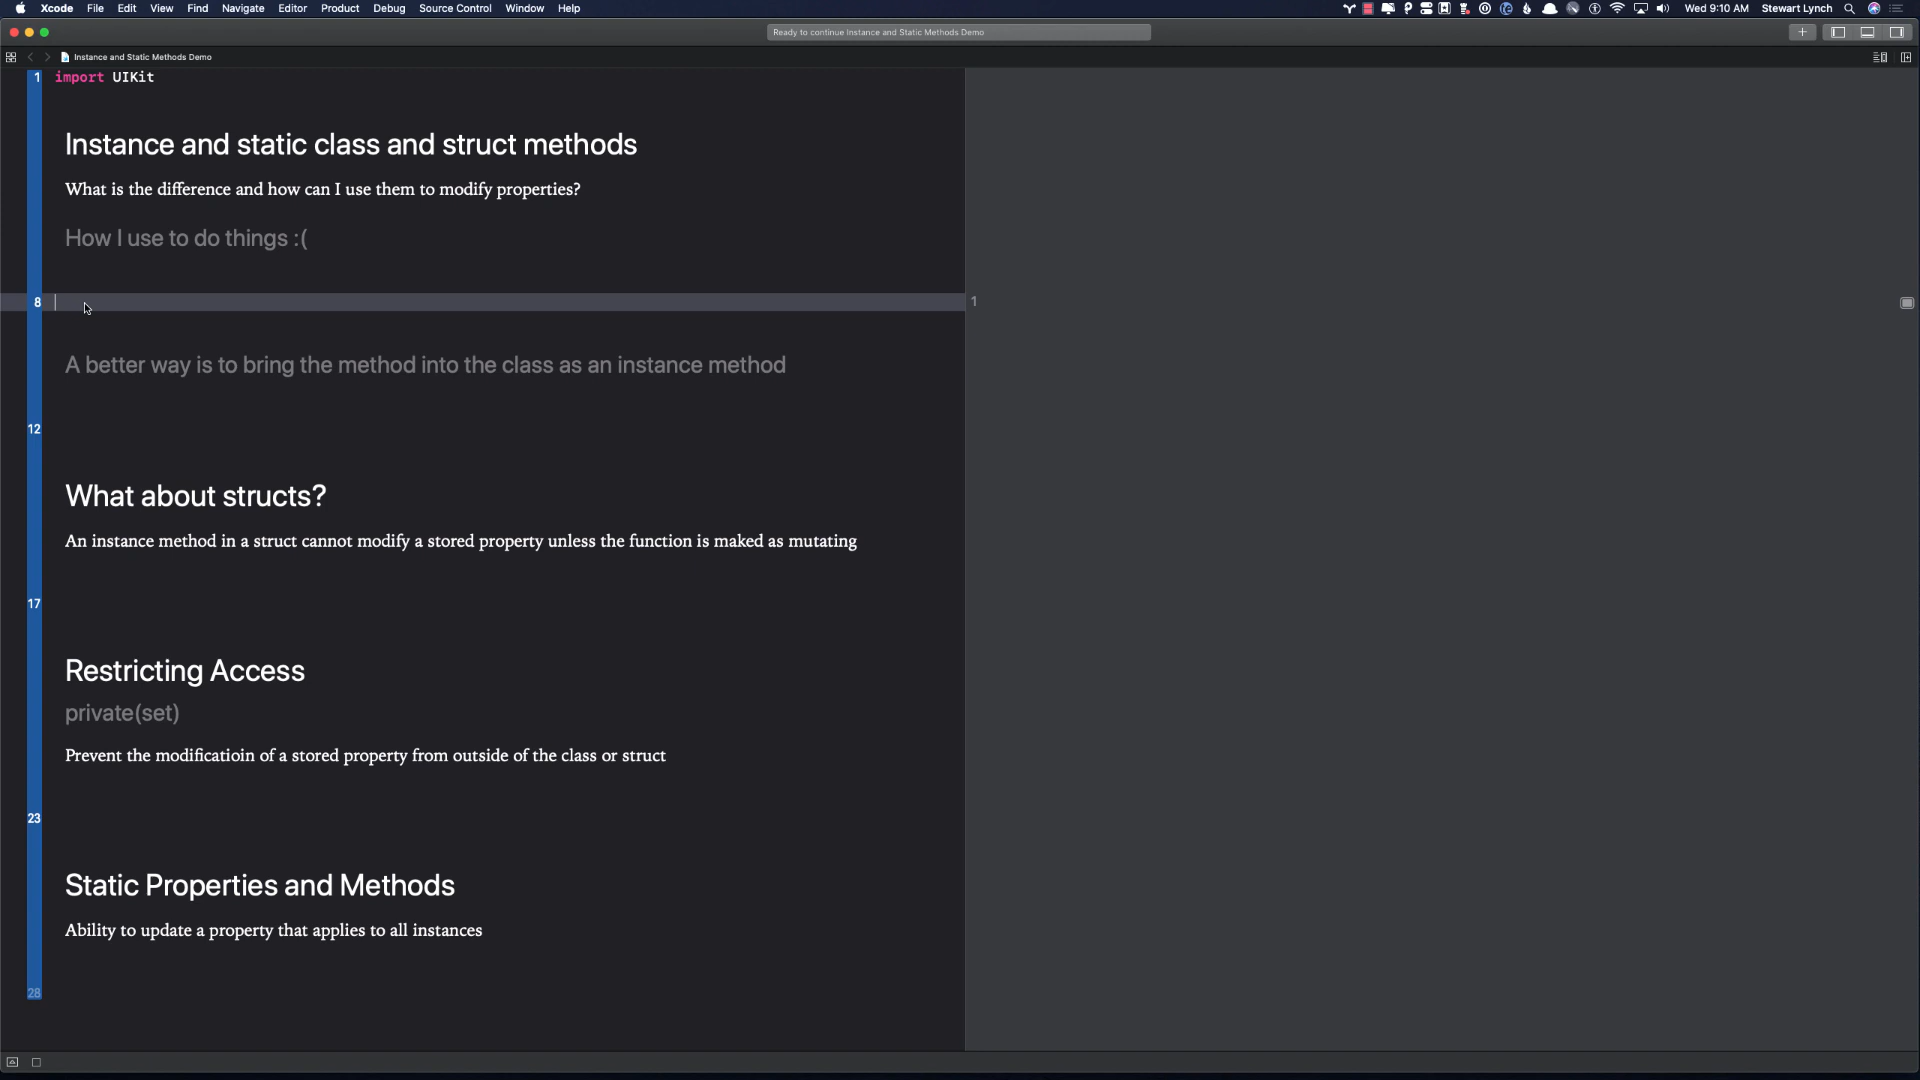 Xcode File Edit View Find Navigate Editor Product Debug Source Control Window Help Wed 9:10 AM Stewart Lynch
Ready to continue Instance and Static Methods Demo
Instance and Static Methods Demo
1 import UIKit
Instance and static class and struct methods
What is the difference and how can I use them to modify properties?
How I use to do things :(
8 1
A better way is to bring the method into the class as an instance method
12
What about structs?
An instance method in a struct cannot modify a stored property unless the function is maked as mutating
17
Restricting Access
private(set)
Prevent the modificatioin of a stored property from outside of the class or struct
23
Static Properties and Methods
Ability to update a property that applies to all instances
28